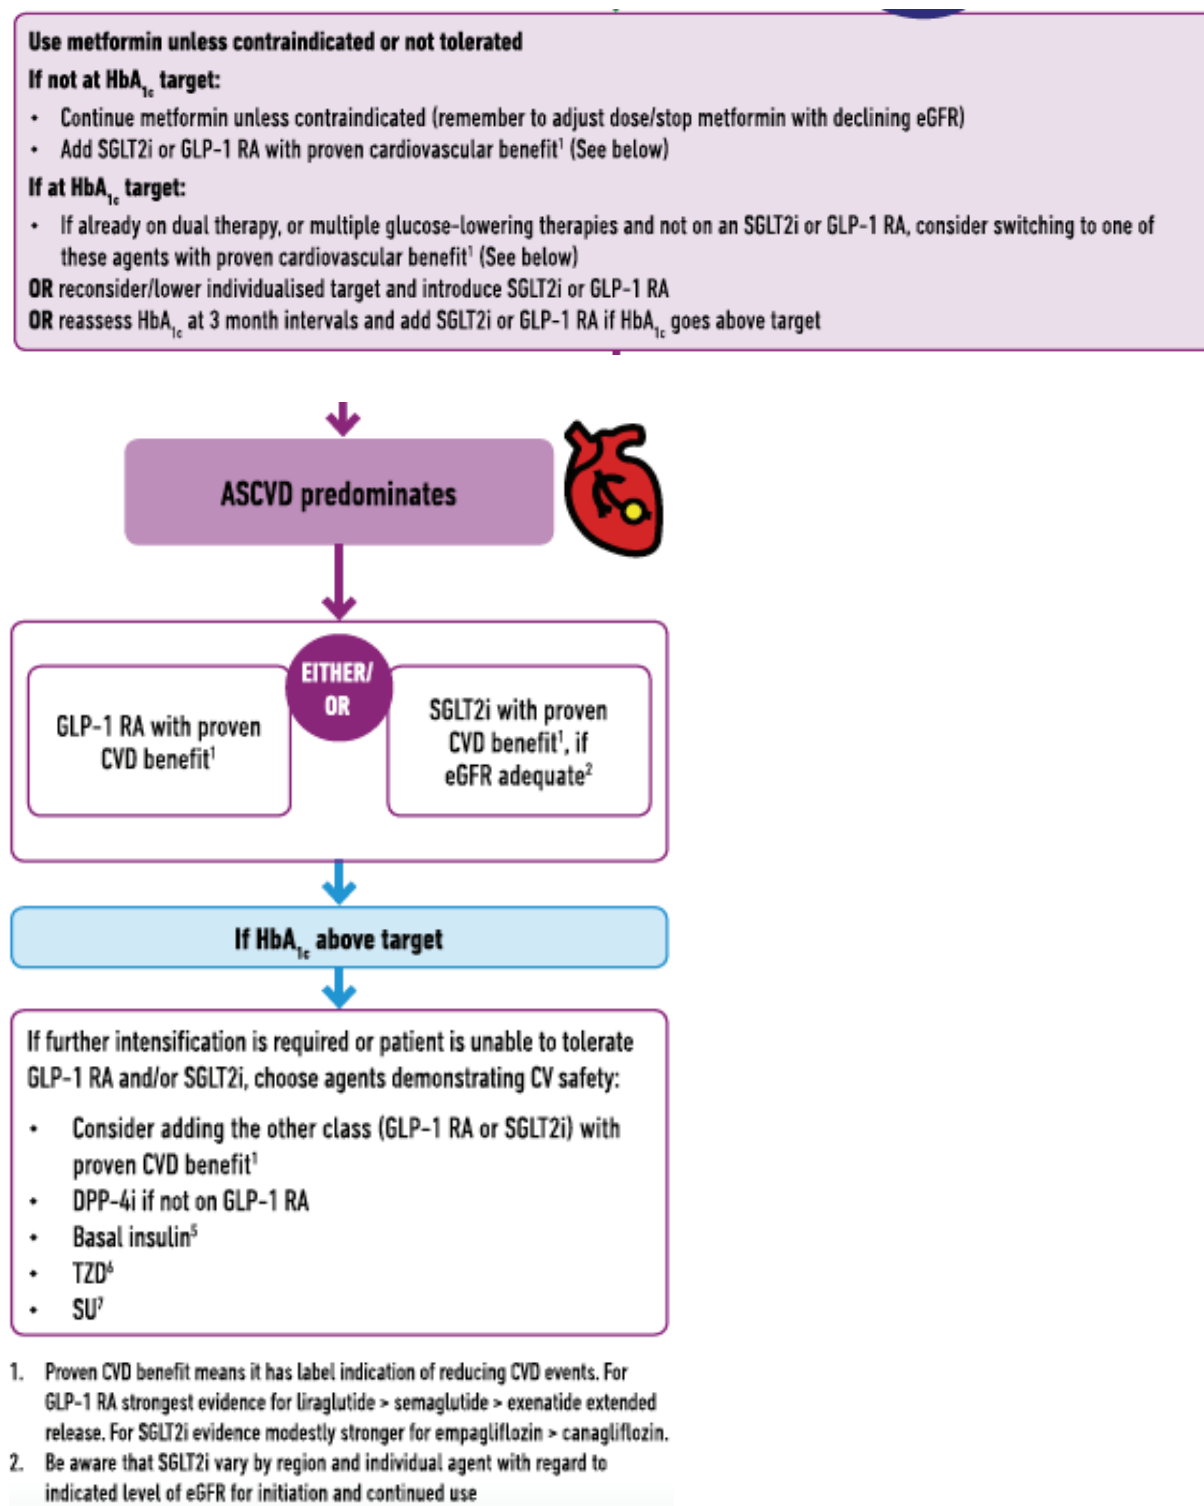 Use metformin unless contraindicated or not tolerated
If not at HbA1c target:
• Continue metformin unless contraindicated (remember to adjust dose/stop metformin with declining eGFR)
• Add SGLT2i or GLP-1 RA with proven cardiovascular benefit¹ (See below)
If at HbA1c target:
• If already on dual therapy, or multiple glucose-lowering therapies and not on an SGLT2i or GLP-1 RA, consider switching to one of
these agents with proven cardiovascular benefit¹ (See below)
OR reconsider/lower individualised target and introduce SGLT2i or GLP-1 RA
OR reassess HbA1c at 3 month intervals and add SGLT2i or GLP-1 RA if HbA1c goes above target
ASCVD predominates
EITHER/
OR
GLP-1 RA with proven
CVD benefit¹
SGLT2i with proven
CVD benefit¹, if
eGFR adequate²
If HbA1c above target
If further intensification is required or patient is unable to tolerate
GLP-1 RA and/or SGLT2i, choose agents demonstrating CV safety:
• Consider adding the other class (GLP-1 RA or SGLT2i) with
proven CVD benefit¹
• DPP-4i if not on GLP-1 RA
• Basal insulin⁵
• TZD⁶
• SU⁷
1. Proven CVD benefit means it has label indication of reducing CVD events. For
GLP-1 RA strongest evidence for liraglutide > semaglutide > exenatide extended
release. For SGLT2i evidence modestly stronger for empagliflozin > canagliflozin.
2. Be aware that SGLT2i vary by region and individual agent with regard to
indicated level of eGFR for initiation and continued use